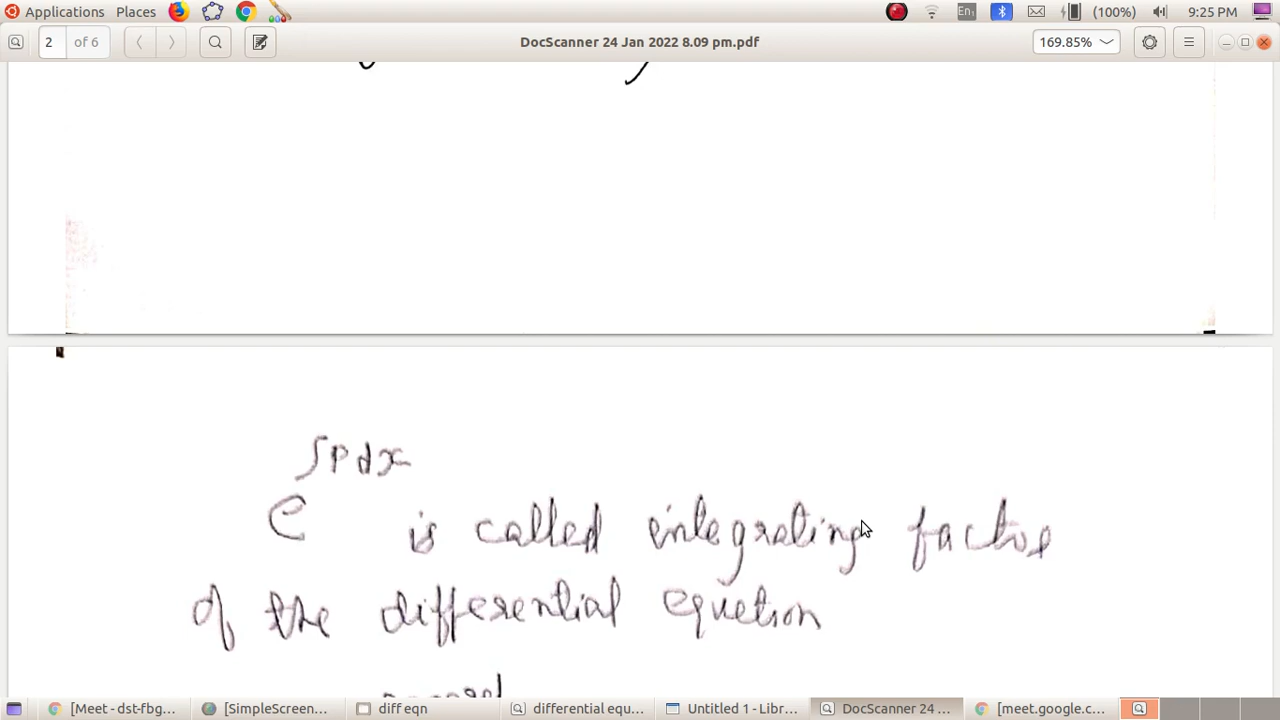 Applications Places En₁ (100%) 9:25 PM
2 of 6 DocScanner 24 Jan 2022 8.09 pm.pdf 169.85%
e^∫Pdx is called integrating factor
of the differential equetion
[Meet - dst-fbg... [SimpleScreen... diff eqn differential equ... Untitled 1 - Libr... DocScanner 24 ... [meet.google.c...